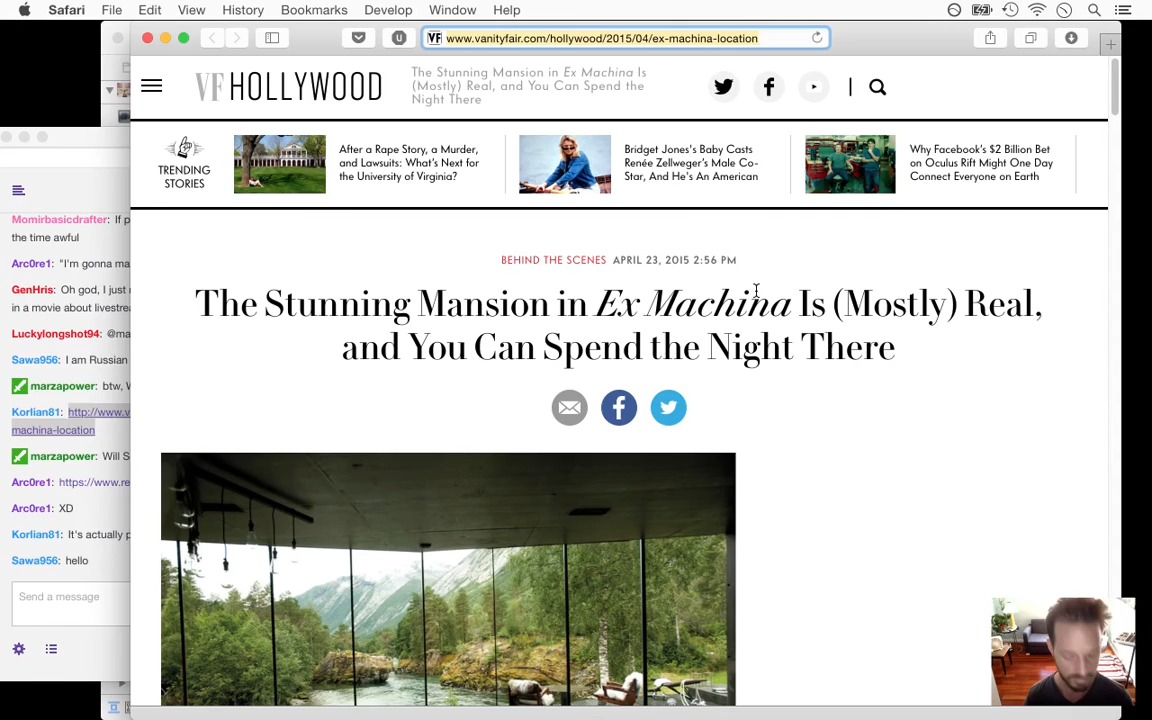 Safari File Edit View History Bookmarks Develop Window Help
VF www.vanityfair.com/hollywood/2015/04/ex-machina-location
VF HOLLYWOOD
The Stunning Mansion in Ex Machina Is
(Mostly) Real, and You Can Spend the
Night There
TRENDING
STORIES
After a Rape Story, a Murder,
and Lawsuits: What's Next for
the University of Virginia?
Bridget Jones's Baby Casts
Renée Zellweger's Male Co-
Star, And He's An American
Why Facebook's $2 Billion Bet
on Oculus Rift Might One Day
Connect Everyone on Earth
BEHIND THE SCENES APRIL 23, 2015 2:56 PM
The Stunning Mansion in Ex Machina Is (Mostly) Real,
and You Can Spend the Night There
Momirbasicdrafter: If p
the time awful
Arc0re1: "I'm gonna ma
GenHris: Oh god, I just
in a movie about livestre
Luckylongshot94: @ma
Sawa956: I am Russian
marzapower: btw, W
Korlian81: http://www.v
machina-location
marzapower: Will S
Arc0re1: https://www.re
Arc0re1: XD
Korlian81: It's actually p
Sawa956: hello
Send a message